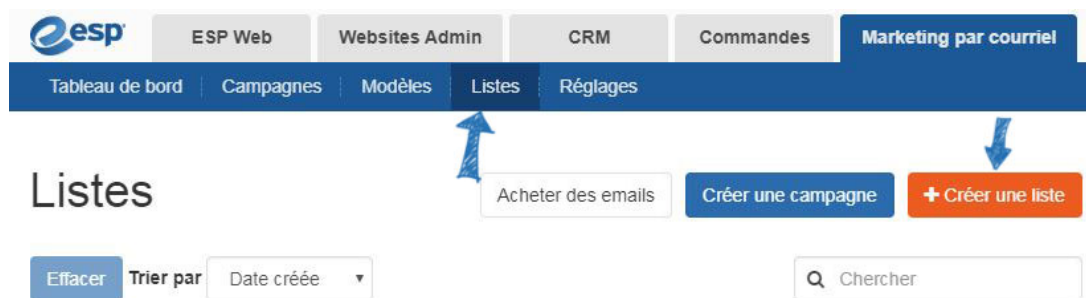 esp ESP Web Websites Admin CRM Commandes Marketing par courriel
Tableau de bord Campagnes Modèles Listes Réglages
Listes Acheter des emails Créer une campagne + Créer une liste
Effacer Trier par Date créée Chercher